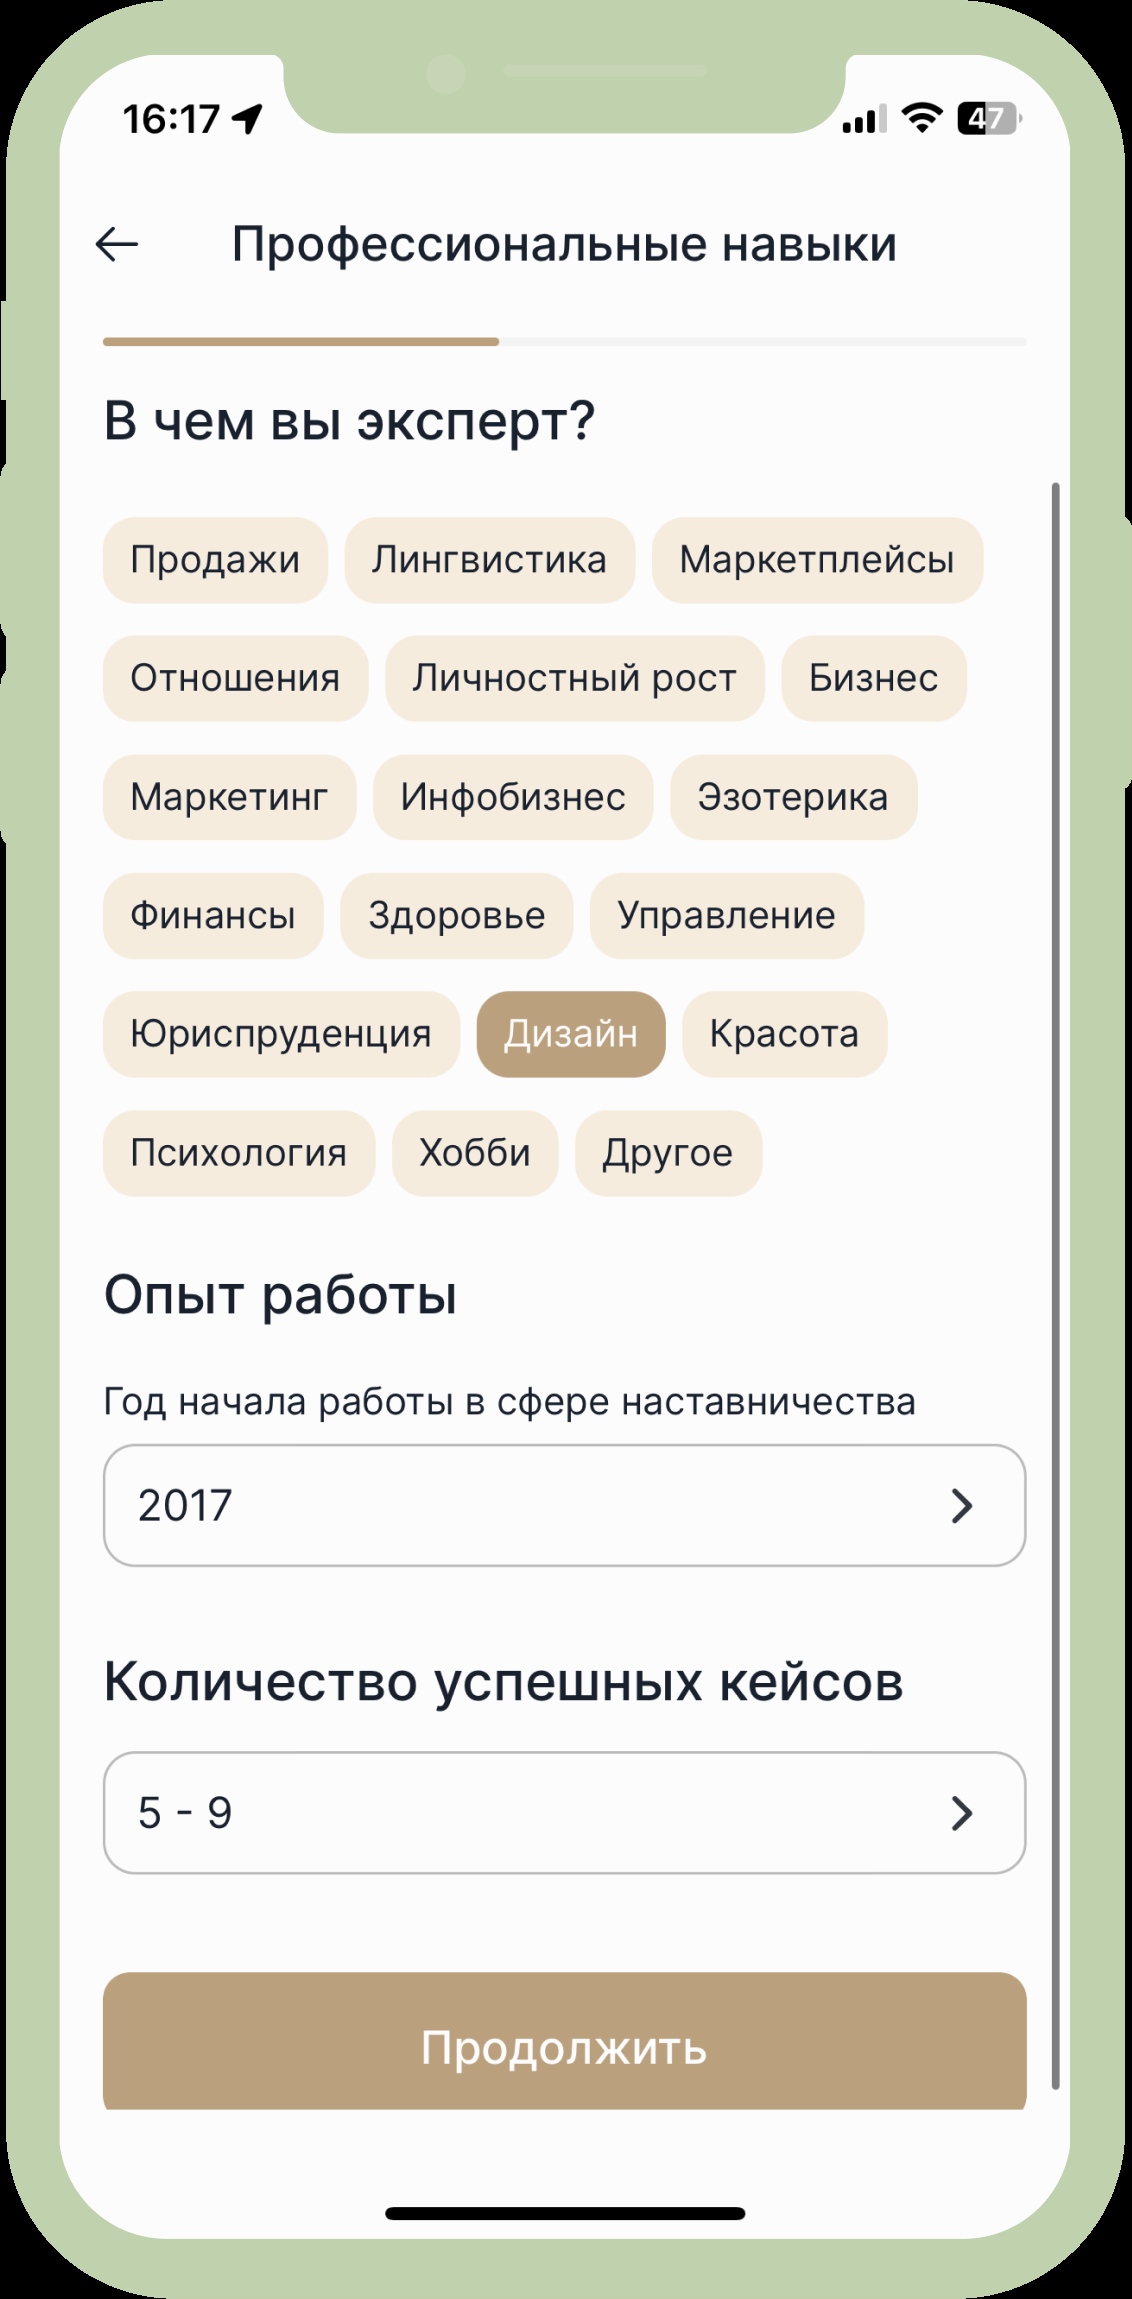 16:17 47
Профессиональные навыки
В чем вы эксперт?
Продажи Лингвистика Маркетплейсы
Отношения Личностный рост Бизнес
Маркетинг Инфобизнес Эзотерика
Финансы Здоровье Управление
Юриспруденция Дизайн Красота
Психология Хобби Другое
Опыт работы
Год начала работы в сфере наставничества
2017
Количество успешных кейсов
5 - 9
Продолжить